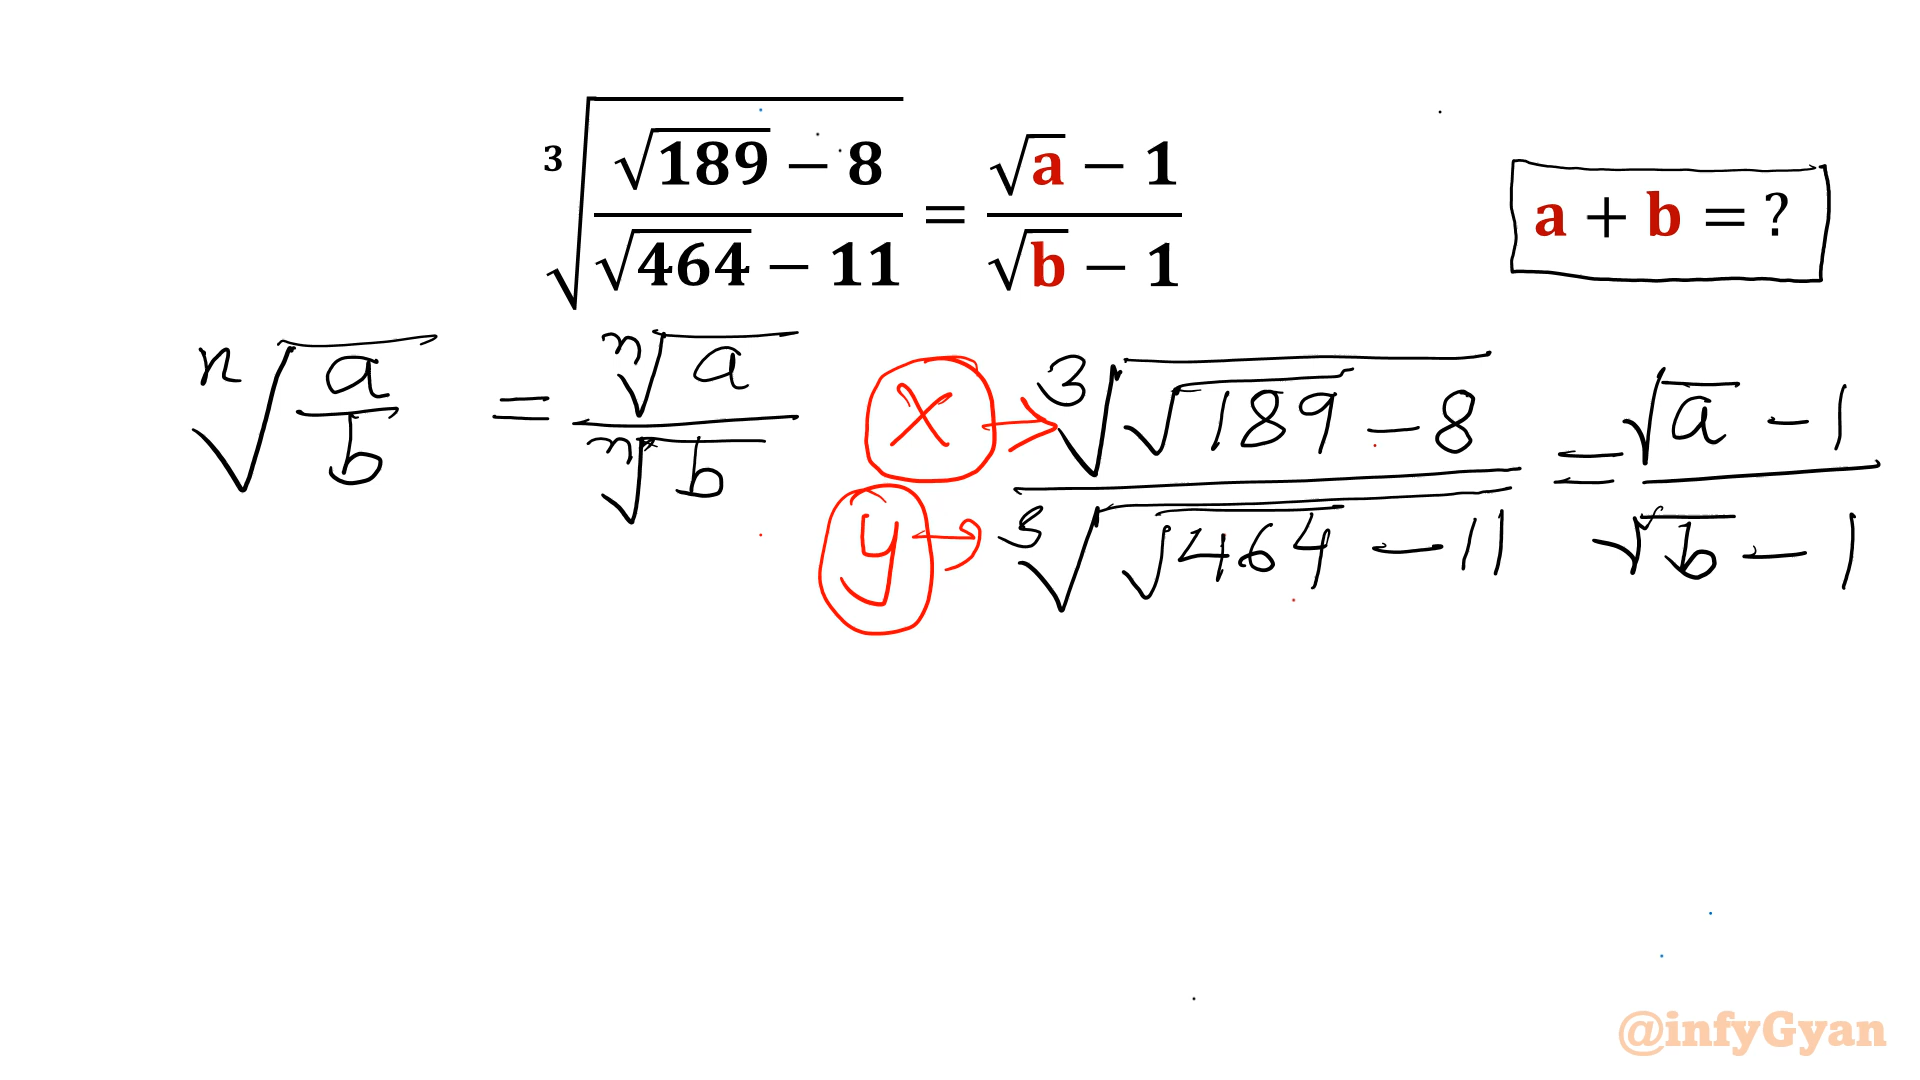 ∛((√189 − 8)/(√464 − 11)) = (√a − 1)/(√b − 1)
a + b = ?
ⁿ√(a/b) = ⁿ√a/ⁿ√b
x → ∛(√189 − 8) / y → ∛(√464 − 11) = (√a − 1)/(√b − 1)
@infyGyan